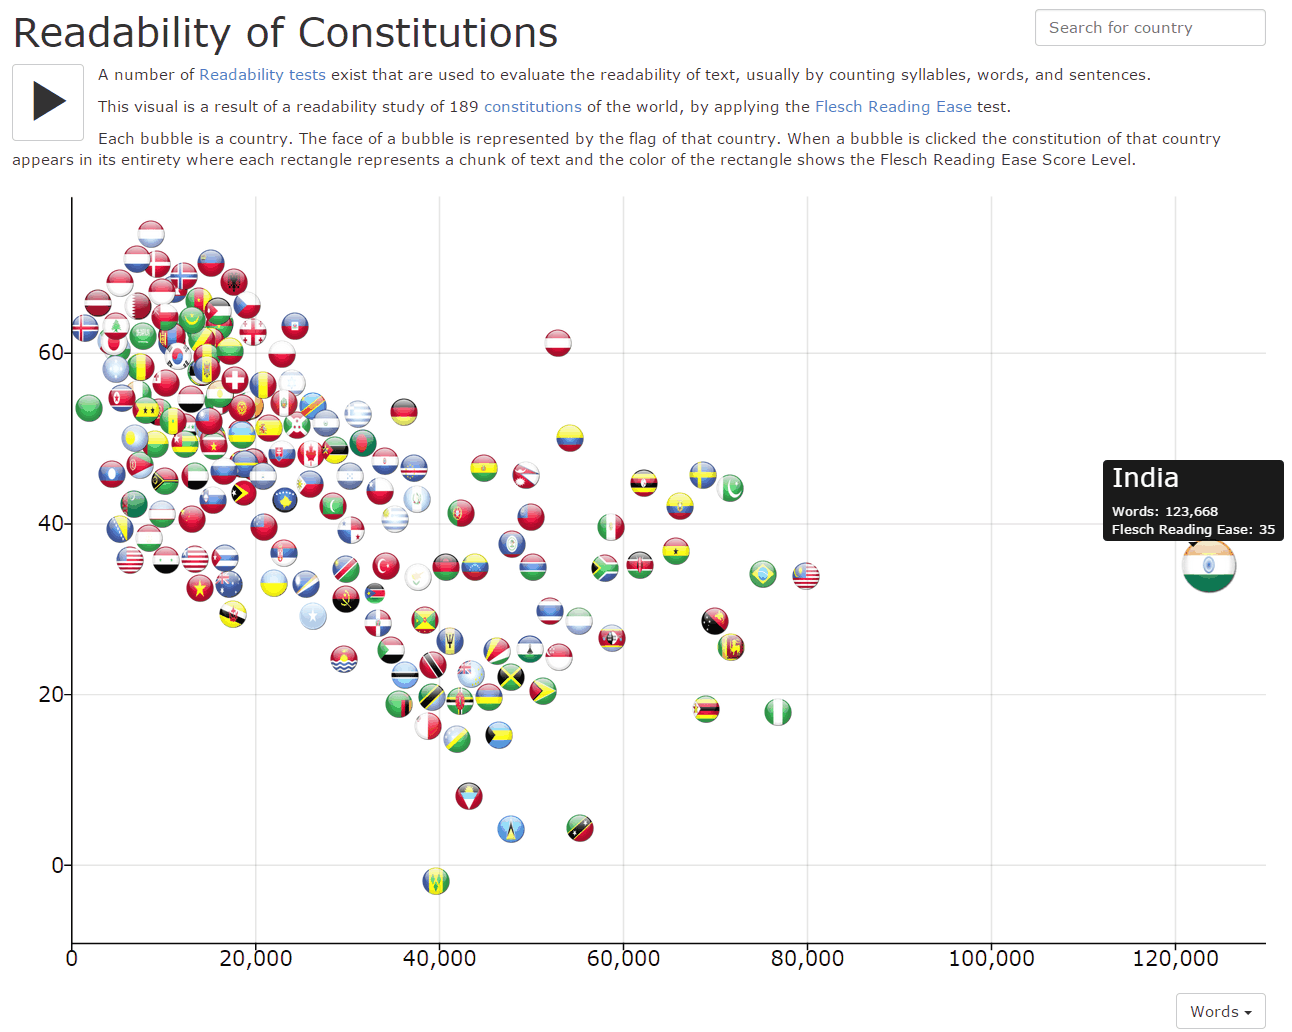 Readability of Constitutions
Search for country
A number of Readability tests exist that are used to evaluate the readability of text, usually by counting syllables, words, and sentences.
This visual is a result of a readability study of 189 constitutions of the world, by applying the Flesch Reading Ease test.
Each bubble is a country. The face of a bubble is represented by the flag of that country. When a bubble is clicked the constitution of that country
appears in its entirety where each rectangle represents a chunk of text and the color of the rectangle shows the Flesch Reading Ease Score Level.
60
40
20
0
India
Words: 123,668
Flesch Reading Ease: 35
0 20,000 40,000 60,000 80,000 100,000 120,000
Words